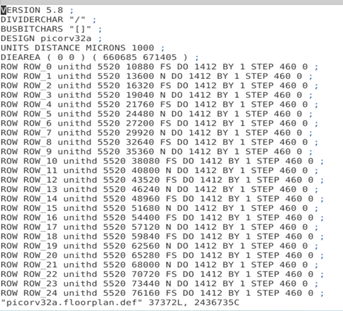 VERSION 5.8 ;
DIVIDERCHAR "/" ;
BUSBITCHARS "[]" ;
DESIGN picorv32a ;
UNITS DISTANCE MICRONS 1000 ;
DIEAREA ( 0 0 ) ( 660685 671405 ) ;
ROW ROW_0 unithd 5520 10880 FS DO 1412 BY 1 STEP 460 0 ;
ROW ROW_1 unithd 5520 13600 N DO 1412 BY 1 STEP 460 0 ;
ROW ROW_2 unithd 5520 16320 FS DO 1412 BY 1 STEP 460 0 ;
ROW ROW_3 unithd 5520 19040 N DO 1412 BY 1 STEP 460 0 ;
ROW ROW_4 unithd 5520 21760 FS DO 1412 BY 1 STEP 460 0 ;
ROW ROW_5 unithd 5520 24480 N DO 1412 BY 1 STEP 460 0 ;
ROW ROW_6 unithd 5520 27200 FS DO 1412 BY 1 STEP 460 0 ;
ROW ROW_7 unithd 5520 29920 N DO 1412 BY 1 STEP 460 0 ;
ROW ROW_8 unithd 5520 32640 FS DO 1412 BY 1 STEP 460 0 ;
ROW ROW_9 unithd 5520 35360 N DO 1412 BY 1 STEP 460 0 ;
ROW ROW_10 unithd 5520 38080 FS DO 1412 BY 1 STEP 460 0 ;
ROW ROW_11 unithd 5520 40800 N DO 1412 BY 1 STEP 460 0 ;
ROW ROW_12 unithd 5520 43520 FS DO 1412 BY 1 STEP 460 0 ;
ROW ROW_13 unithd 5520 46240 N DO 1412 BY 1 STEP 460 0 ;
ROW ROW_14 unithd 5520 48960 FS DO 1412 BY 1 STEP 460 0 ;
ROW ROW_15 unithd 5520 51680 N DO 1412 BY 1 STEP 460 0 ;
ROW ROW_16 unithd 5520 54400 FS DO 1412 BY 1 STEP 460 0 ;
ROW ROW_17 unithd 5520 57120 N DO 1412 BY 1 STEP 460 0 ;
ROW ROW_18 unithd 5520 59840 FS DO 1412 BY 1 STEP 460 0 ;
ROW ROW_19 unithd 5520 62560 N DO 1412 BY 1 STEP 460 0 ;
ROW ROW_20 unithd 5520 65280 FS DO 1412 BY 1 STEP 460 0 ;
ROW ROW_21 unithd 5520 68000 N DO 1412 BY 1 STEP 460 0 ;
ROW ROW_22 unithd 5520 70720 FS DO 1412 BY 1 STEP 460 0 ;
ROW ROW_23 unithd 5520 73440 N DO 1412 BY 1 STEP 460 0 ;
ROW ROW_24 unithd 5520 76160 FS DO 1412 BY 1 STEP 460 0 ;
"picorv32a.floorplan.def" 37372L, 2436735C